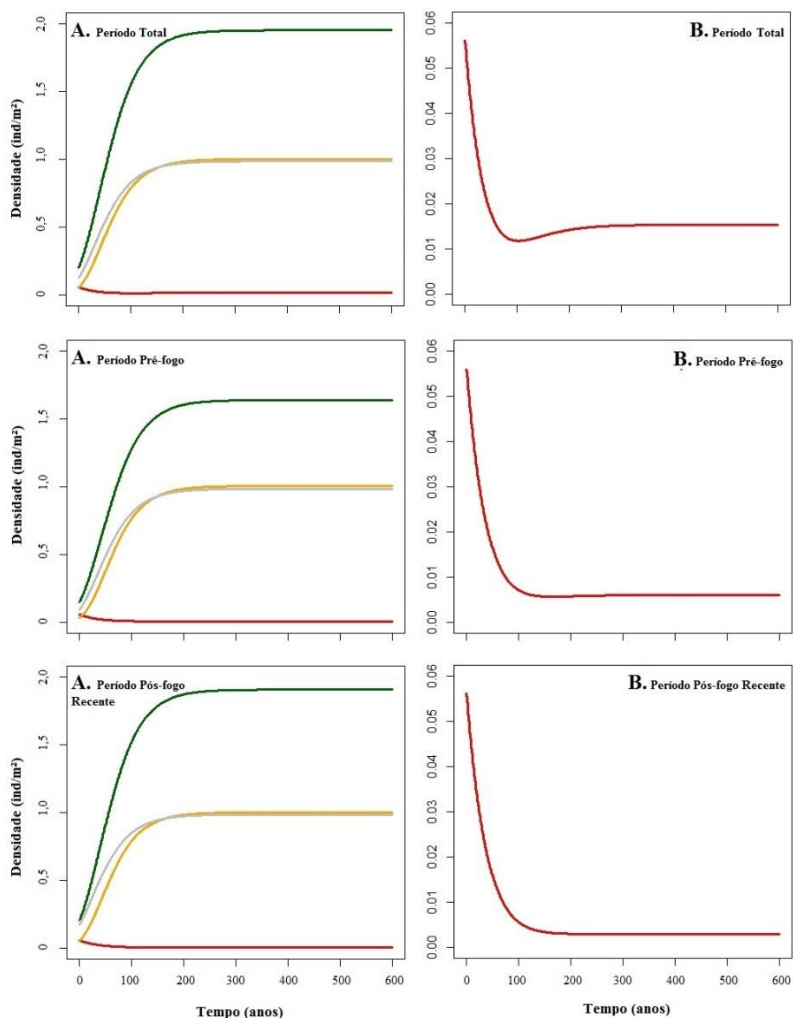 A. Período Total
Densidade (ind/m²)
2,0
1,5
1,0
0,5
0
B. Período Total
0.06
0.05
0.04
0.03
0.02
0.01
0.00
A. Período Pré-fogo
Densidade (ind/m²)
2,0
1,5
1,0
0,5
0
B. Período Pré-fogo
0.06
0.05
0.04
0.03
0.02
0.01
0.00
A. Período Pós-fogo
Recente
Densidade (ind/m²)
2,0
1,5
1,0
0,5
0
0 100 200 300 400 500 600
Tempo (anos)
B. Período Pós-fogo Recente
0.06
0.05
0.04
0.03
0.02
0.01
0.00
0 100 200 300 400 500 600
Tempo (anos)